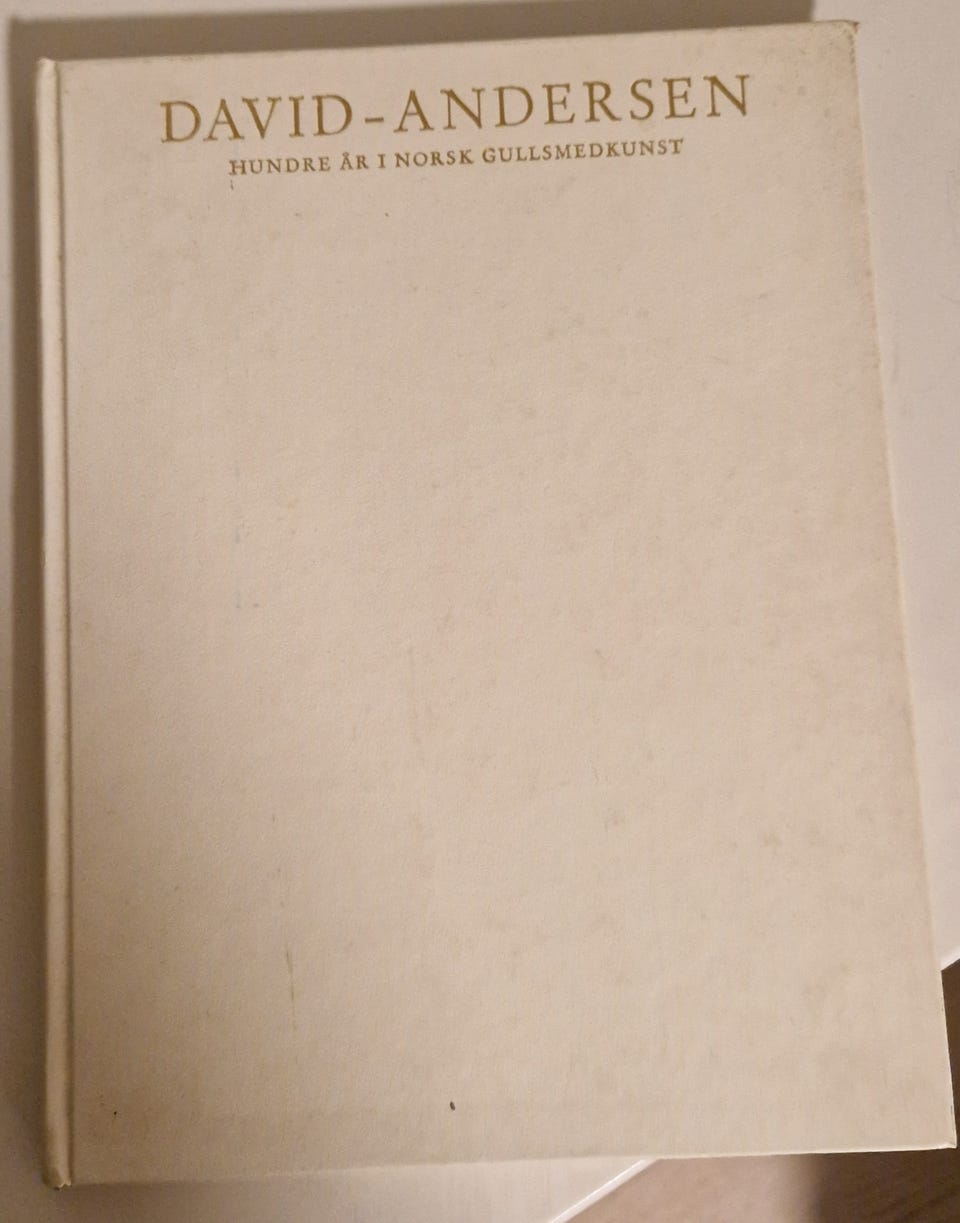 DAVID-ANDERSEN
HUNDRE ÅR I NORSK GULLSMEDKUNST